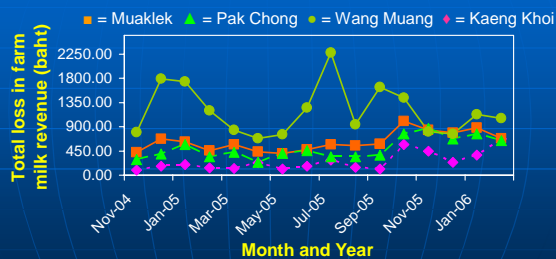 = Muaklek = Pak Chong = Wang Muang = Kaeng Khoi
Total loss in farm
milk revenue (baht)
2250.00
1800.00
1350.00
900.00
450.00
0.00
Nov-04
Jan-05
Mar-05
May-05
Jul-05
Sep-05
Nov-05
Jan-06
Month and Year